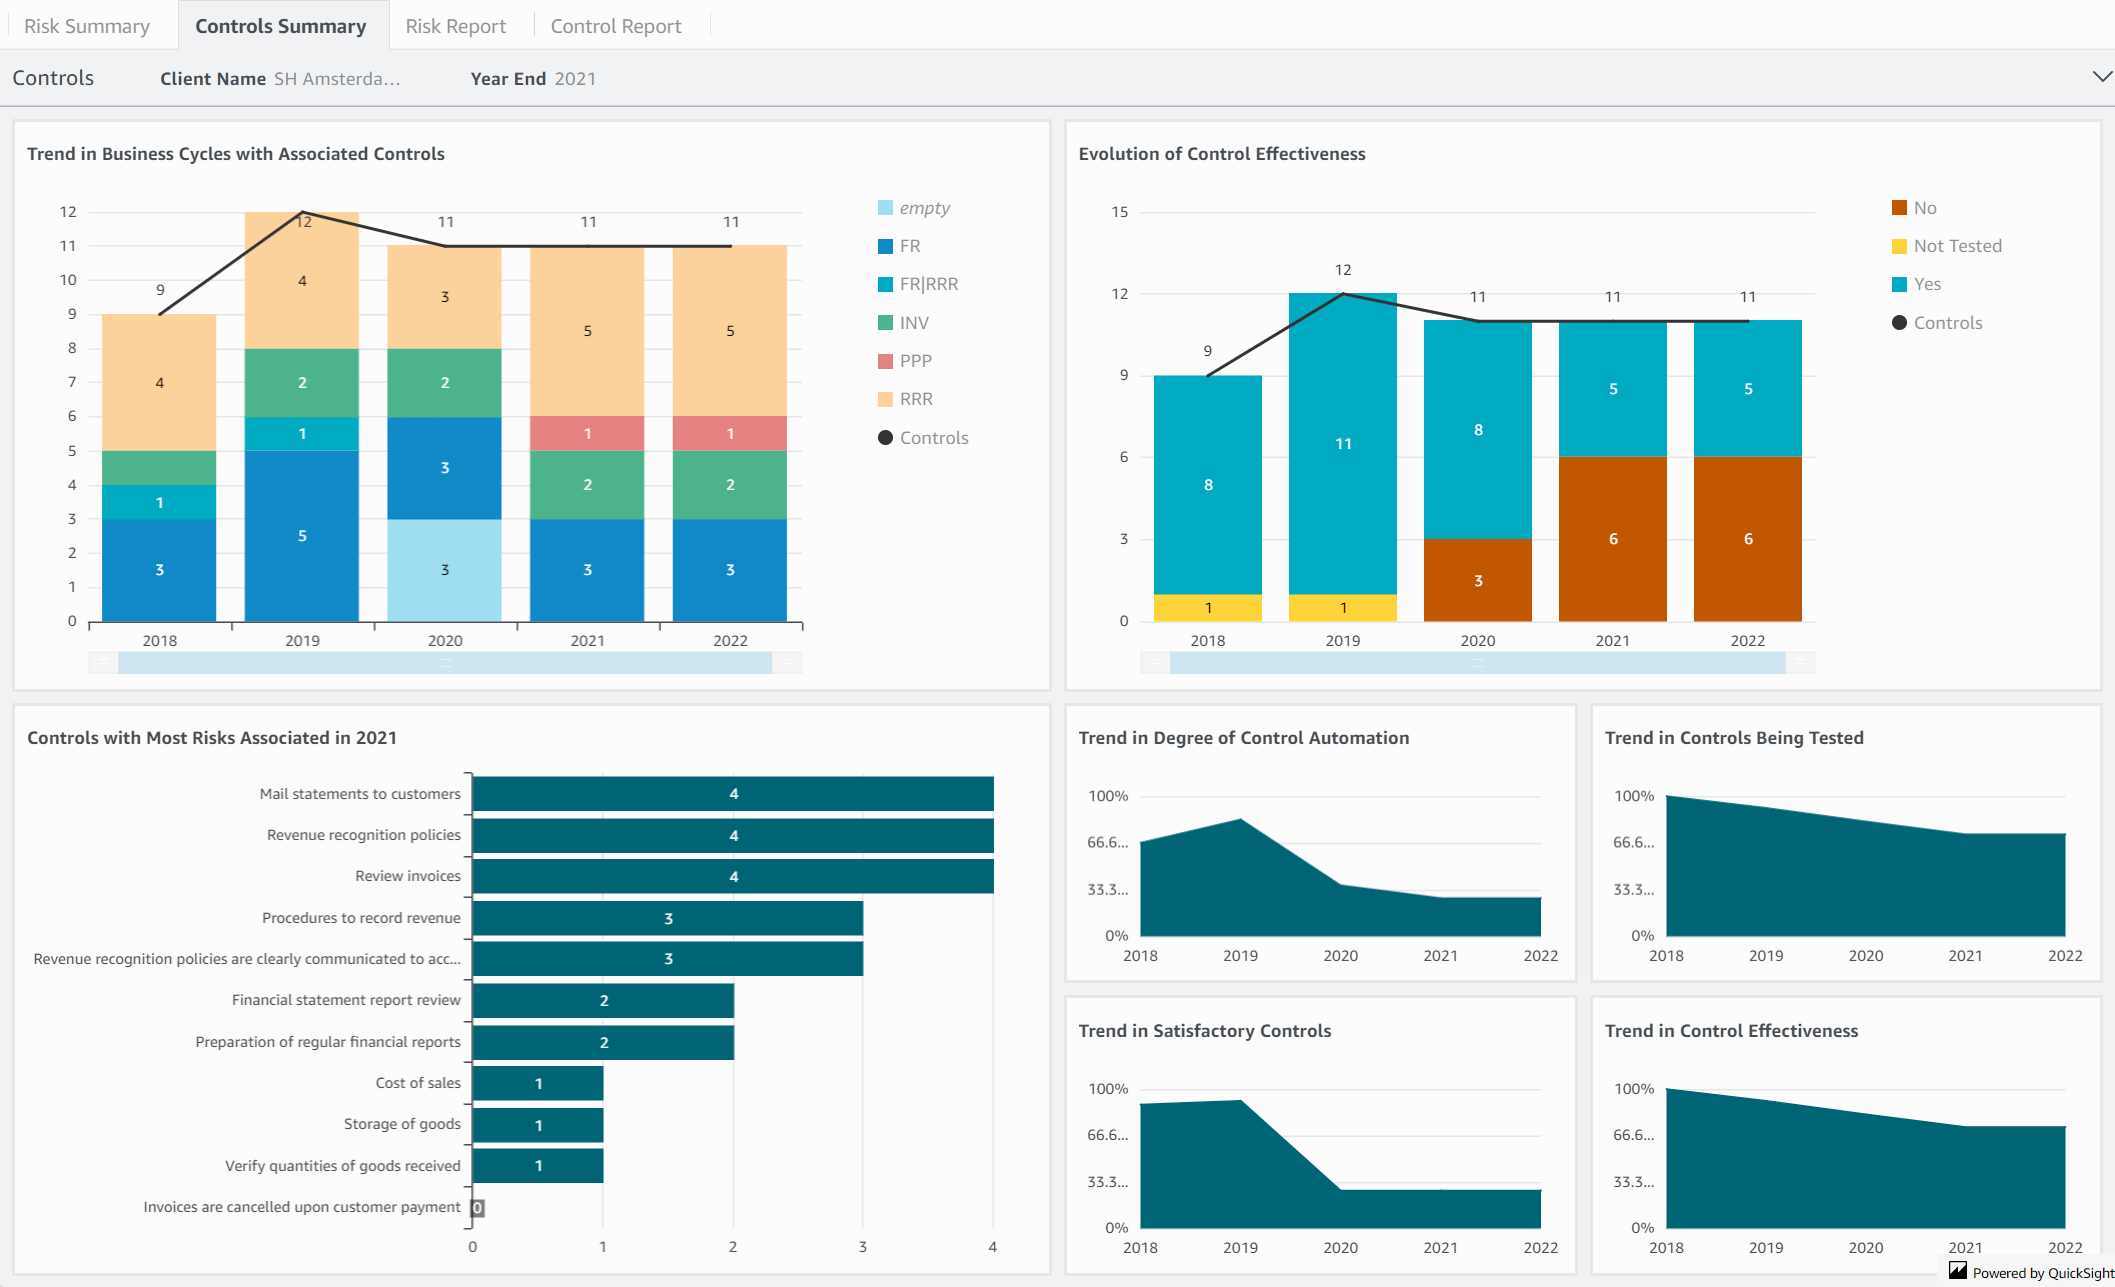 Risk Summary
Controls Summary
Risk Report
Control Report
Controls
Client Name SH Amsterda...
Year End 2021
Trend in Business Cycles with Associated Controls
12
11
10
9
8
7
6
5
4
3
2
1
0
9
12
11
11
11
4
1
3
4
2
1
5
3
2
3
3
5
1
2
3
5
1
2
3
2018
2019
2020
2021
2022
empty
FR
FR|RRR
INV
PPP
RRR
Controls
Evolution of Control Effectiveness
15
12
9
6
3
0
9
12
11
11
11
8
1
11
1
8
3
5
6
5
6
2018
2019
2020
2021
2022
No
Not Tested
Yes
Controls
Controls with Most Risks Associated in 2021
Mail statements to customers 4
Revenue recognition policies 4
Review invoices 4
Procedures to record revenue 3
Revenue recognition policies are clearly communicated to acc... 3
Financial statement report review 2
Preparation of regular financial reports 2
Cost of sales 1
Storage of goods 1
Verify quantities of goods received 1
Invoices are cancelled upon customer payment 0
0
1
2
3
4
Trend in Degree of Control Automation
100%
66.6...
33.3...
0%
2018
2019
2020
2021
2022
Trend in Controls Being Tested
100%
66.6...
33.3...
0%
2018
2019
2020
2021
2022
Trend in Satisfactory Controls
100%
66.6...
33.3...
0%
2018
2019
2020
2021
2022
Trend in Control Effectiveness
100%
66.6...
33.3...
0%
2018
2019
2020
2021
2022
Powered by QuickSight